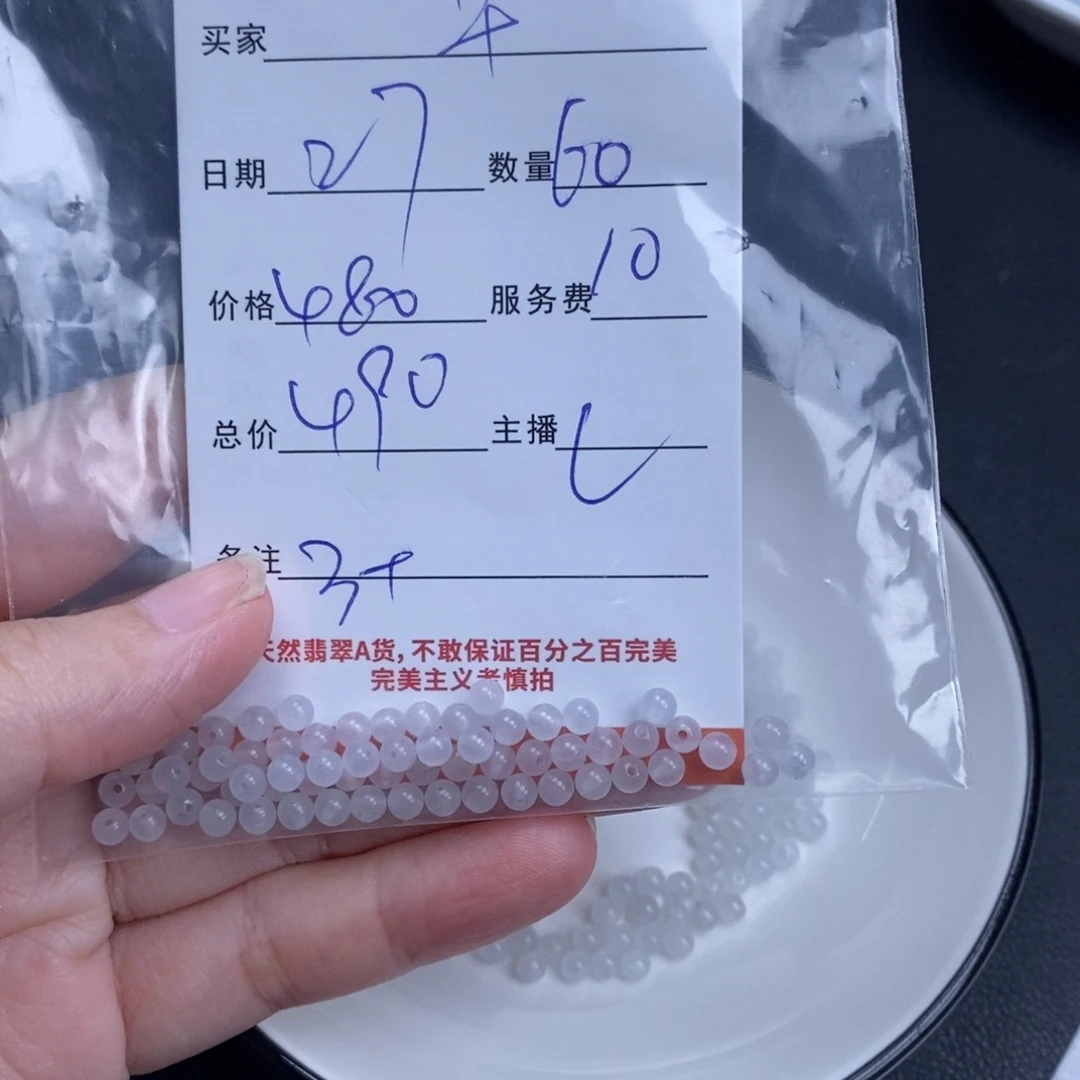 买家
日期 27 数量 60
价格 480 服务费 10
总价 490 主播
备注 3+
天然翡翠A货，不敢保证百分之百完美
完美主义者慎拍